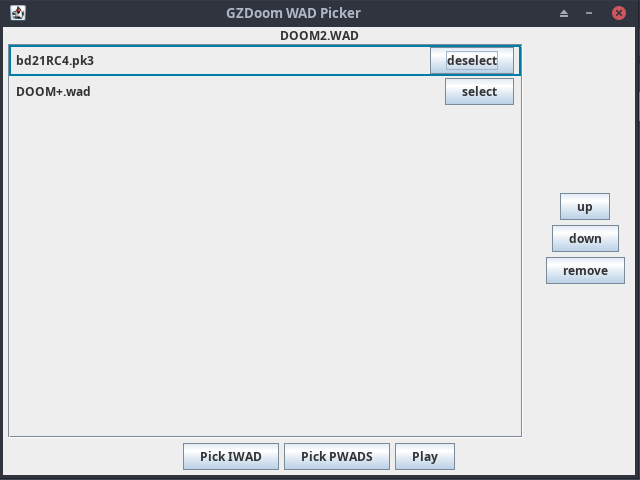 GZDoom WAD Picker
DOOM2.WAD
bd21RC4.pk3 deselect
DOOM+.wad select
up
down
remove
Pick IWAD Pick PWADS Play